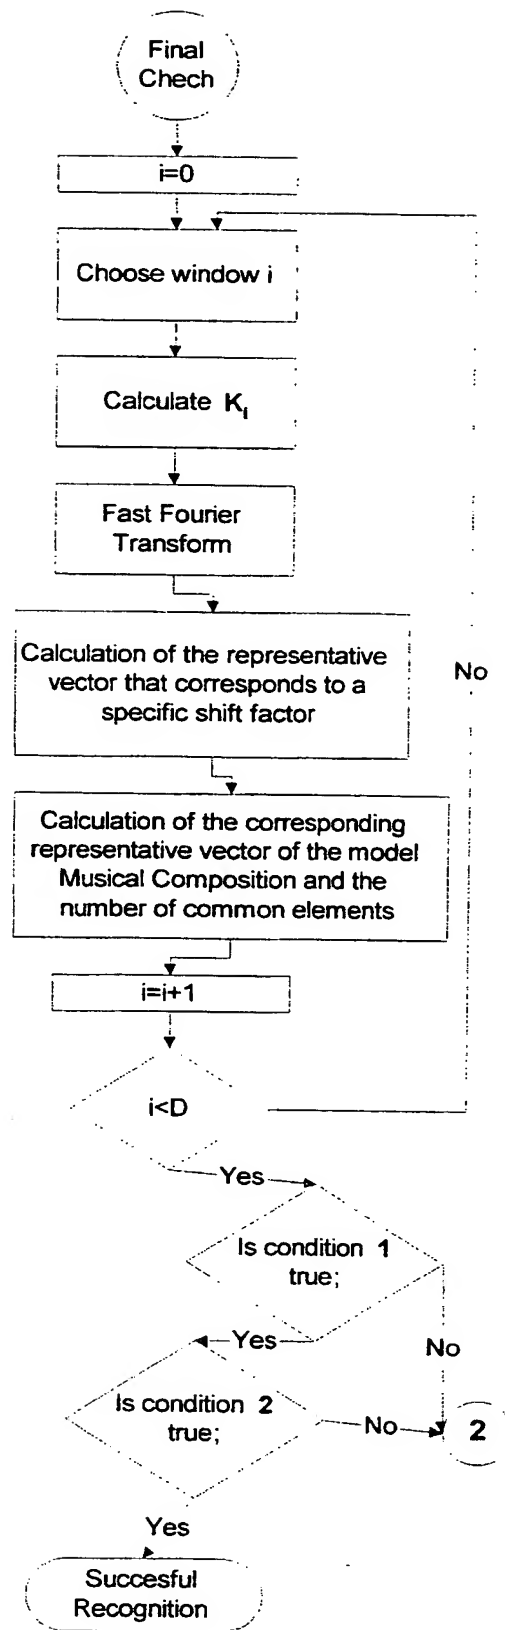 Final
Chech
i=0
Choose window i
Calculate K_i
Fast Fourier
Transform
Calculation of the representative
vector that corresponds to a
specific shift factor
No
Calculation of the corresponding
representative vector of the model
Musical Composition and the
number of common elements
i=i+1
i<D
Yes
Is condition 1
true;
Yes
No
Is condition 2
true;
No
2
Yes
Succesful
Recognition